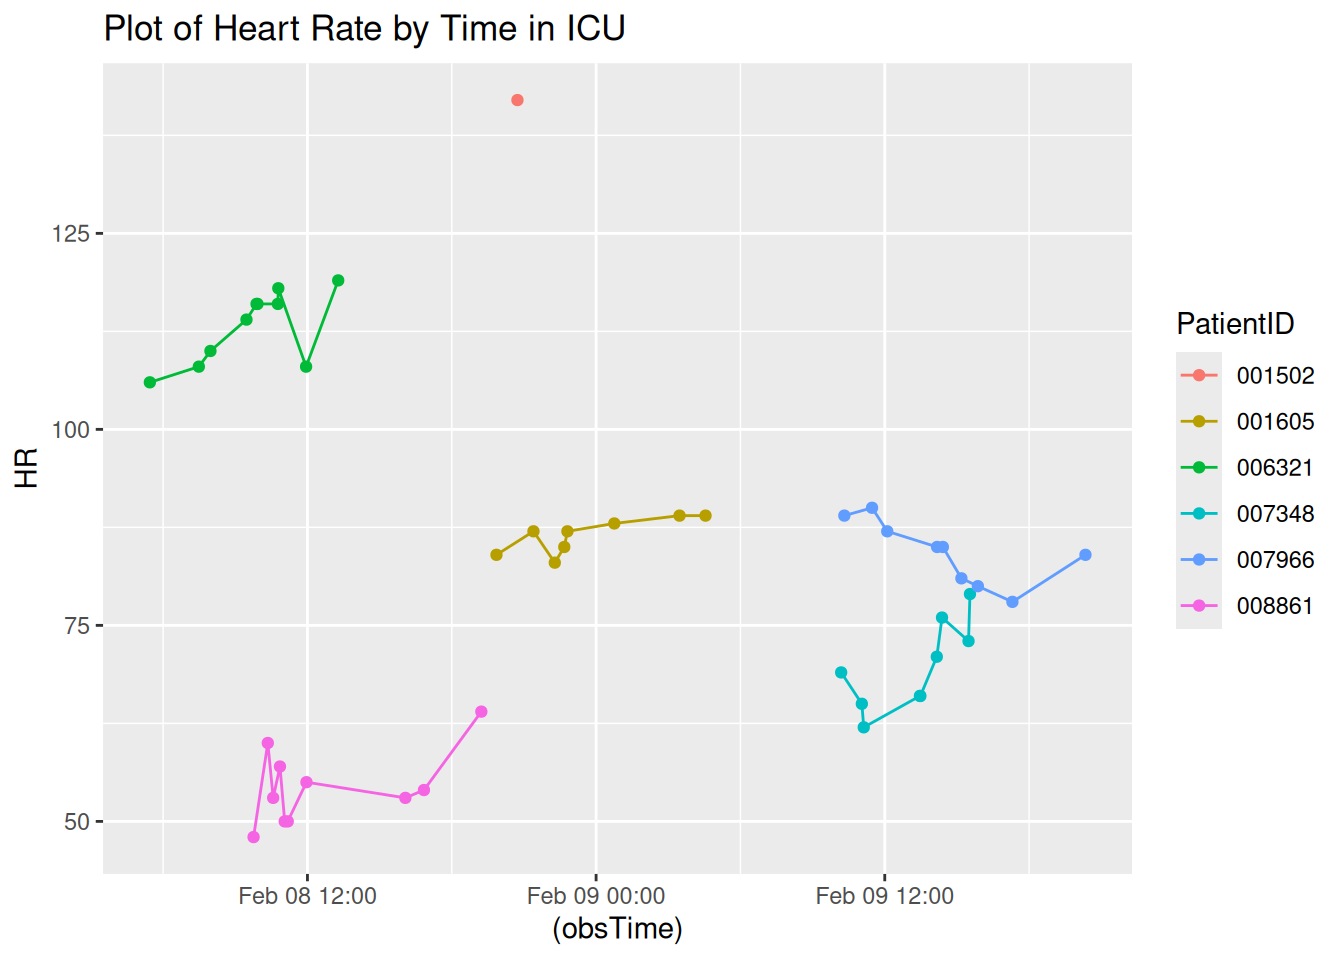 Plot of Heart Rate by Time in ICU
HR
125
100
75
50
Feb 08 12:00 Feb 09 00:00 Feb 09 12:00
(obsTime)
PatientID
001502
001605
006321
007348
007966
008861